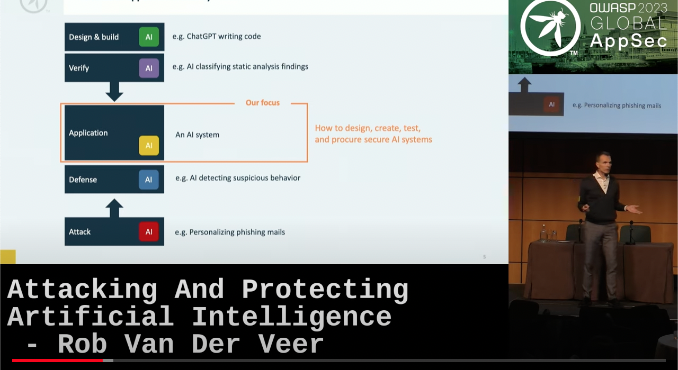 Design & build
AI
e.g. ChatGPT writing code
Verify
AI
e.g. AI classifying static analysis findings
Our focus
Application
AI
An AI system
How to design, create, test,
and procure secure AI systems
Defense
AI
e.g. AI detecting suspicious behavior
Attack
AI
e.g. Personalizing phishing mails
OWASP 2023
GLOBAL
AppSec
TM
AI
e.g. Personalizing phishing mails
Attacking And Protecting
Artificial Intelligence
- Rob Van Der Veer